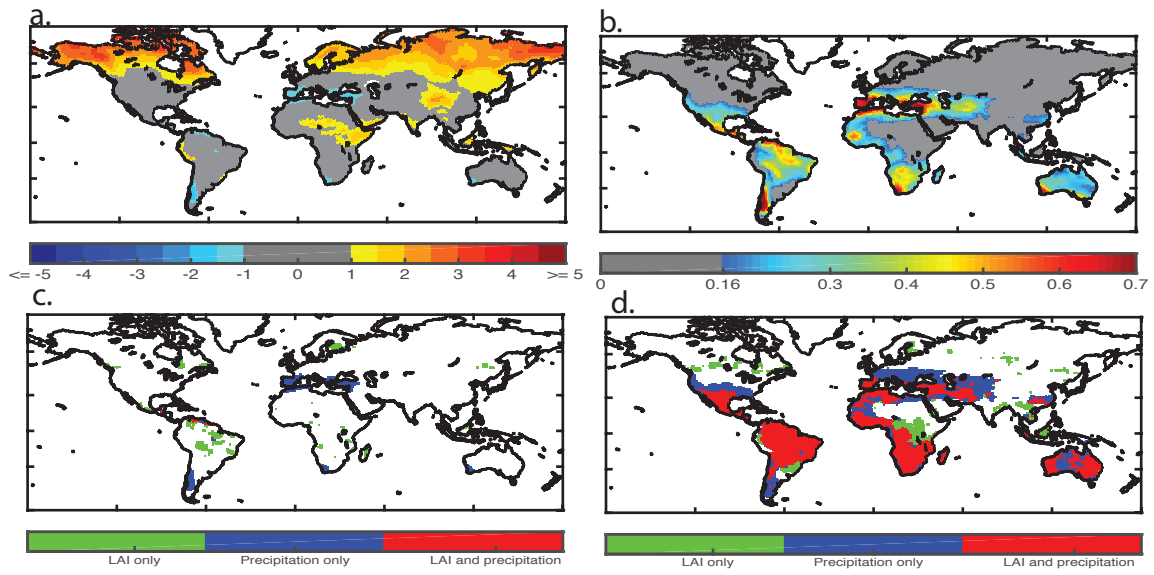 a.
b.
<= -5 -4 -3 -2 -1 0 1 2 3 4 >= 5
0 0.16 0.3 0.4 0.5 0.6 0.7
c.
d.
LAI only Precipitation only LAI and precipitation
LAI only Precipitation only LAI and precipitation